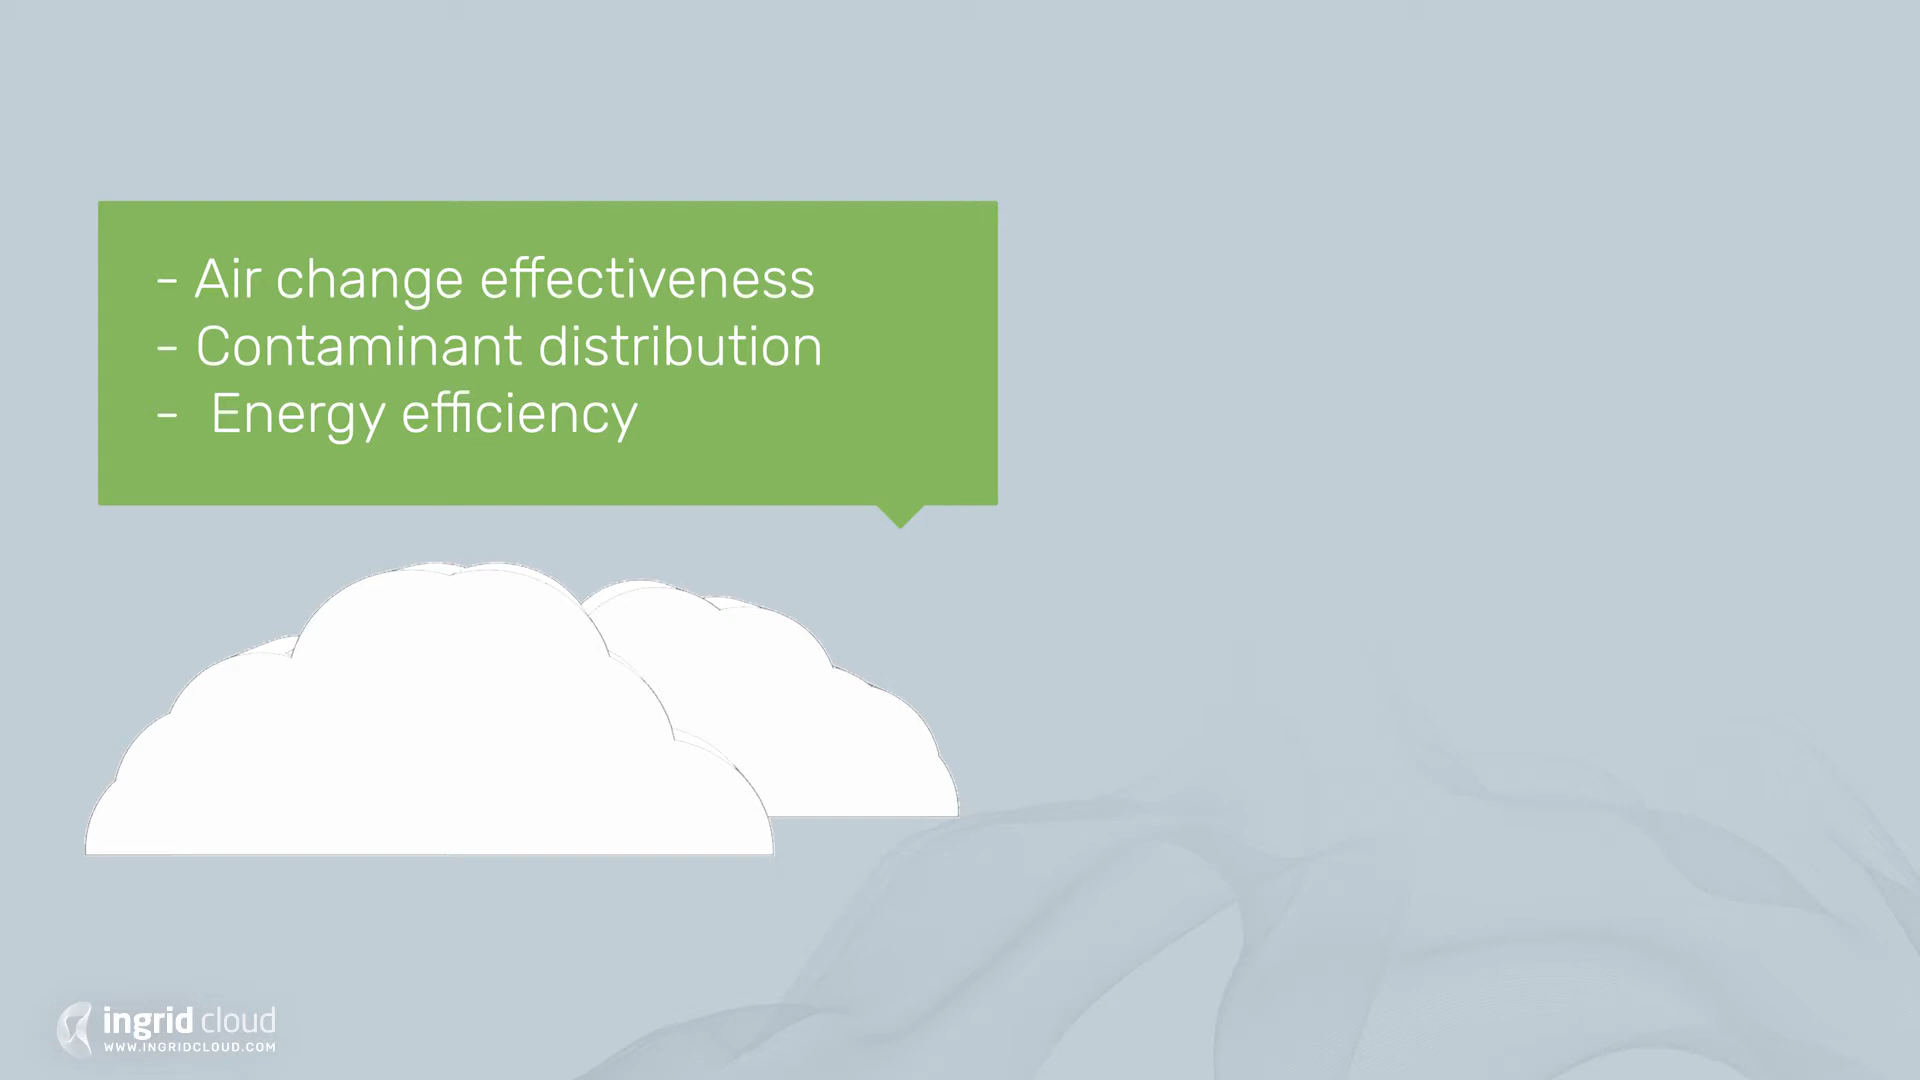 - Air change effectiveness
- Contaminant distribution
- Energy efficiency
ingrid cloud
WWW.INGRIDCLOUD.COM